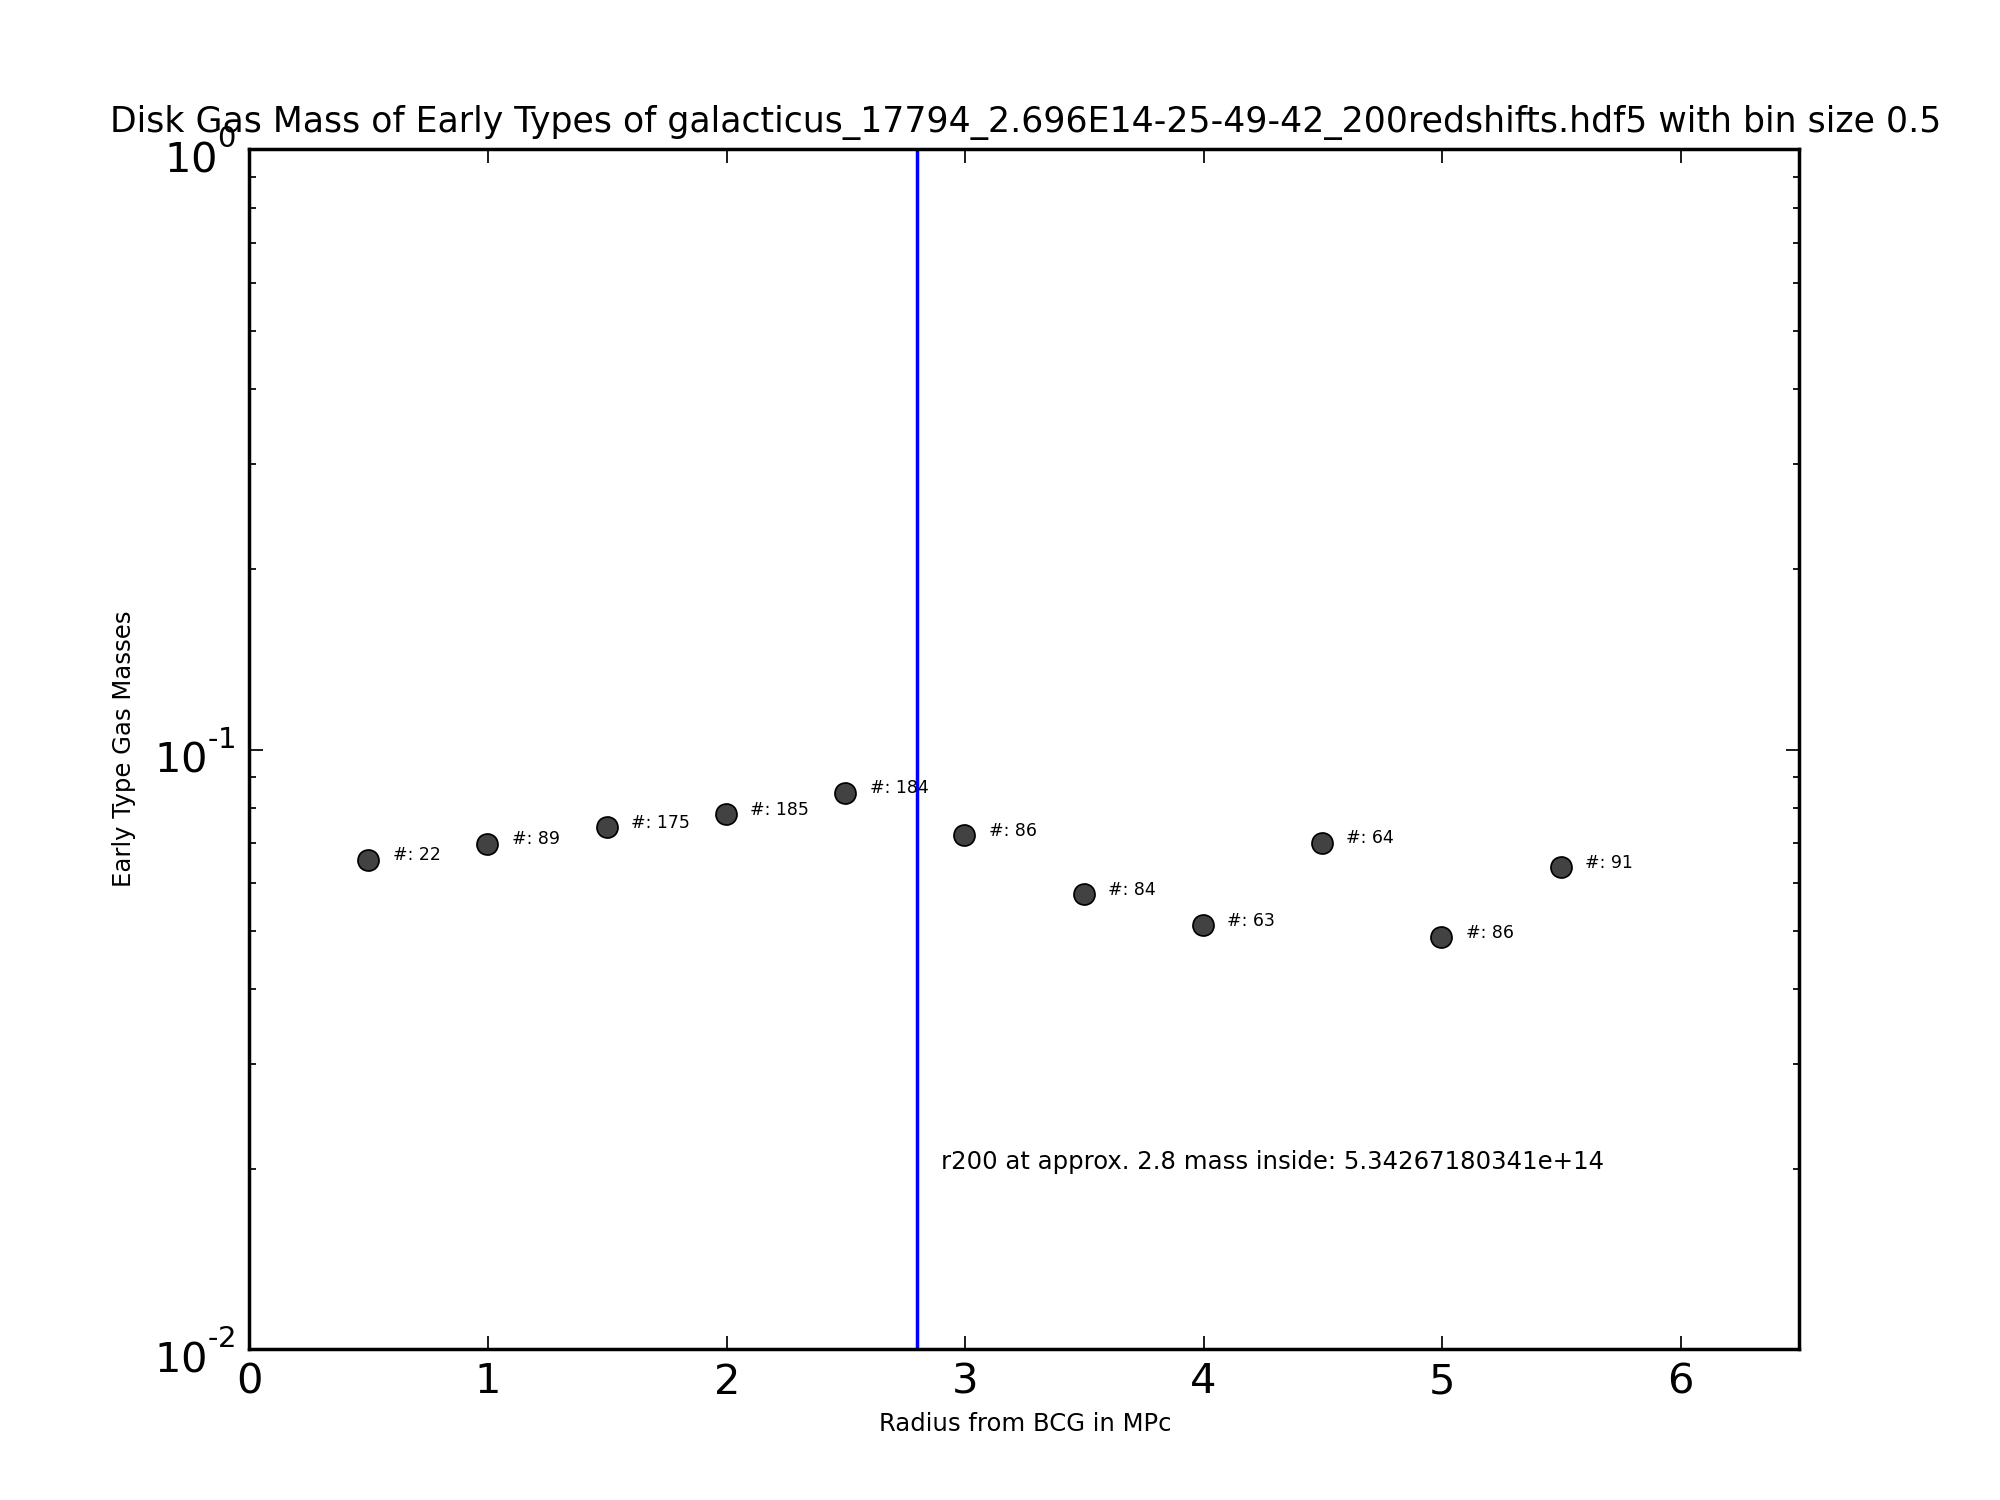 Disk Gas Mass of Early Types of galacticus_17794_2.696E14-25-49-42_200redshifts.hdf5 with bin size 0.5
10^0
10^-1
10^-2
Early Type Gas Masses
#: 22
#: 89
#: 175
#: 185
#: 184
#: 86
#: 84
#: 63
#: 64
#: 86
#: 91
r200 at approx. 2.8 mass inside: 5.34267180341e+14
0 1 2 3 4 5 6
Radius from BCG in MPc